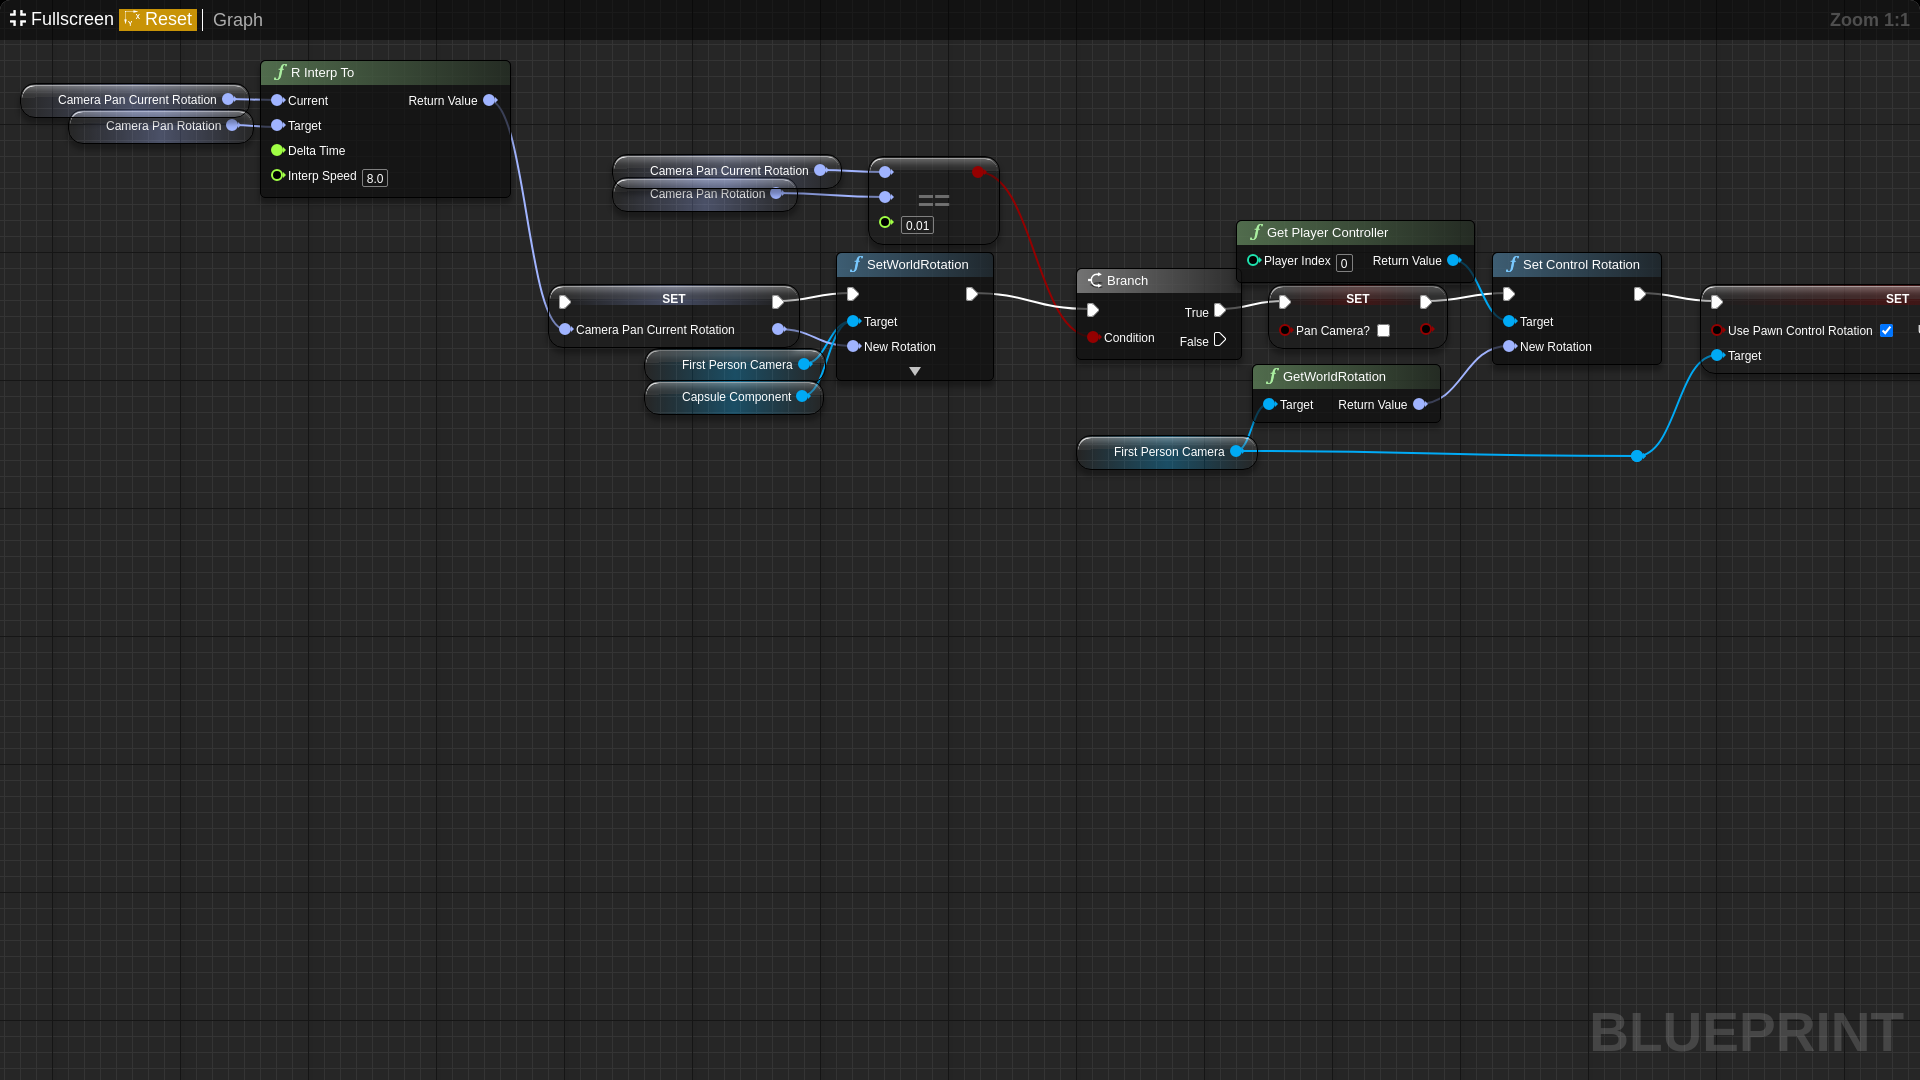 Fullscreen Reset Graph Zoom 1:1
R Interp To
Camera Pan Current Rotation
Camera Pan Rotation
Current Return Value
Target
Delta Time
Interp Speed 8.0
Camera Pan Current Rotation
Camera Pan Rotation
==
0.01
SET
Camera Pan Current Rotation
First Person Camera
Capsule Component
SetWorldRotation
Target
New Rotation
Branch
True
Condition
False
Get Player Controller
Player Index 0 Return Value
SET
Pan Camera?
GetWorldRotation
Target Return Value
First Person Camera
Set Control Rotation
Target
New Rotation
SET
Use Pawn Control Rotation
Target
BLUEPRINT